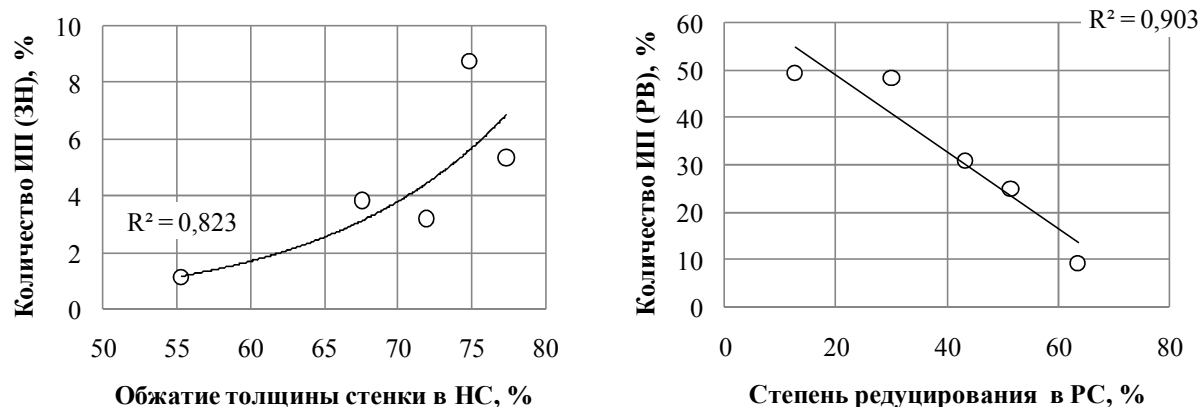 Количество ИП (ЗН), %
10
8
6
4
2
0
R² = 0,823
50 55 60 65 70 75 80
Обжатие толщины стенки в НС, %
Количество ИП (РВ), %
R² = 0,903
60
50
40
30
20
10
0
0 20 40 60 80
Степень редуцирования в РС, %